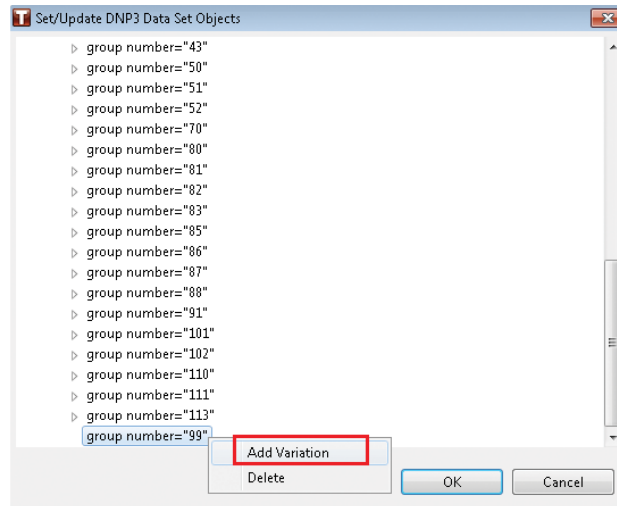 Set/Update DNP3 Data Set Objects
group number="43"
group number="50"
group number="51"
group number="52"
group number="70"
group number="80"
group number="81"
group number="82"
group number="83"
group number="85"
group number="86"
group number="87"
group number="88"
group number="91"
group number="101"
group number="102"
group number="110"
group number="111"
group number="113"
group number="99"
Add Variation
Delete
OK Cancel